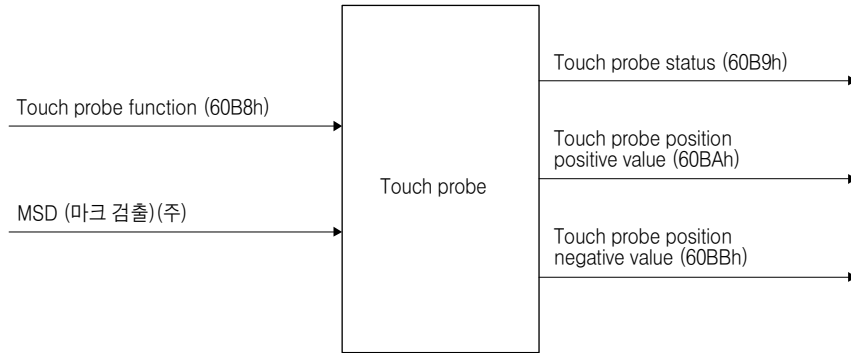 Touch probe function (60B8h)
MSD (마크 검출)(주)
Touch probe
Touch probe status (60B9h)
Touch probe position
positive value (60BAh)
Touch probe position
negative value (60BBh)